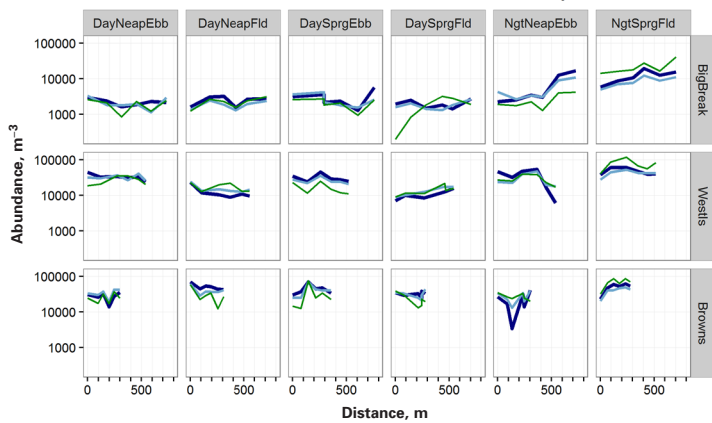 DayNeapEbb DayNeapFld DaySprgEbb DaySprgFld NgtNeapEbb NgtSprgFld
100000
10000
1000
BigBreak
100000
10000
1000
WestIs
100000
10000
1000
Browns
Abundance, m⁻³
0 500 0 500 0 500 0 500 0 500 0 500
Distance, m